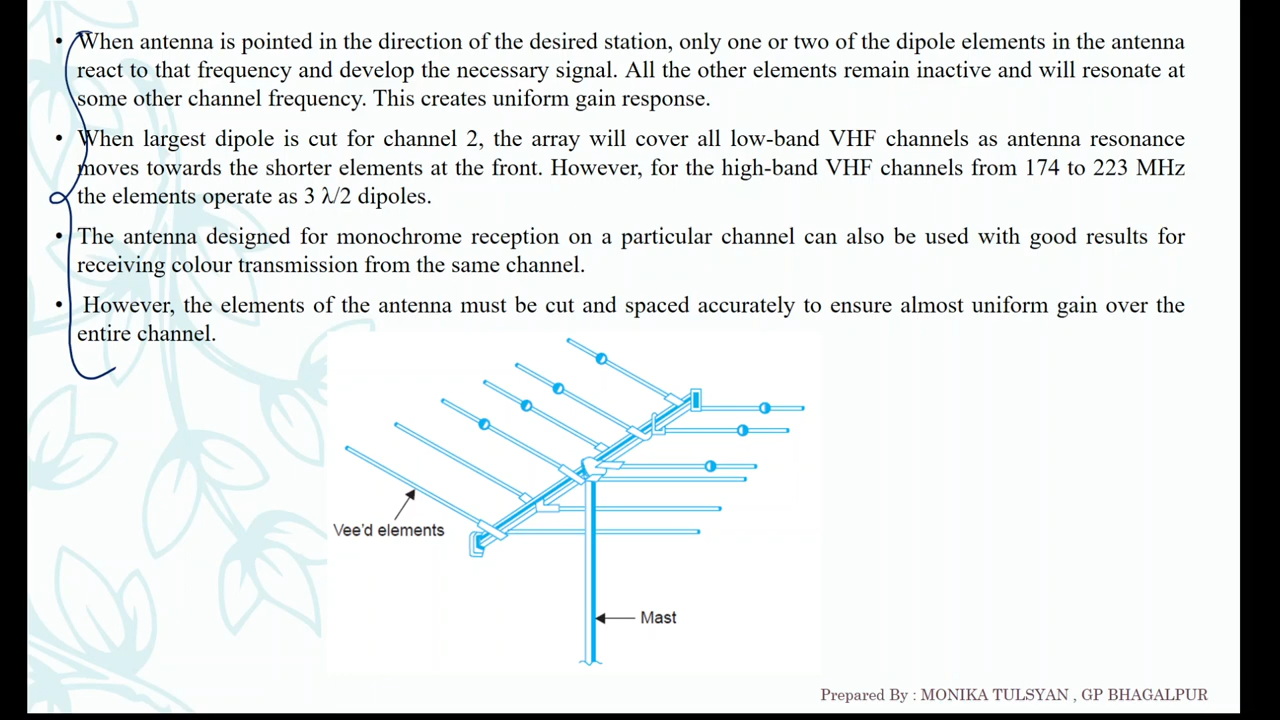 • When antenna is pointed in the direction of the desired station, only one or two of the dipole elements in the antenna
react to that frequency and develop the necessary signal. All the other elements remain inactive and will resonate at
some other channel frequency. This creates uniform gain response.
• When largest dipole is cut for channel 2, the array will cover all low-band VHF channels as antenna resonance
moves towards the shorter elements at the front. However, for the high-band VHF channels from 174 to 223 MHz
the elements operate as 3 λ/2 dipoles.
• The antenna designed for monochrome reception on a particular channel can also be used with good results for
receiving colour transmission from the same channel.
• However, the elements of the antenna must be cut and spaced accurately to ensure almost uniform gain over the
entire channel.
Vee'd elements
Mast
Prepared By : MONIKA TULSYAN , GP BHAGALPUR